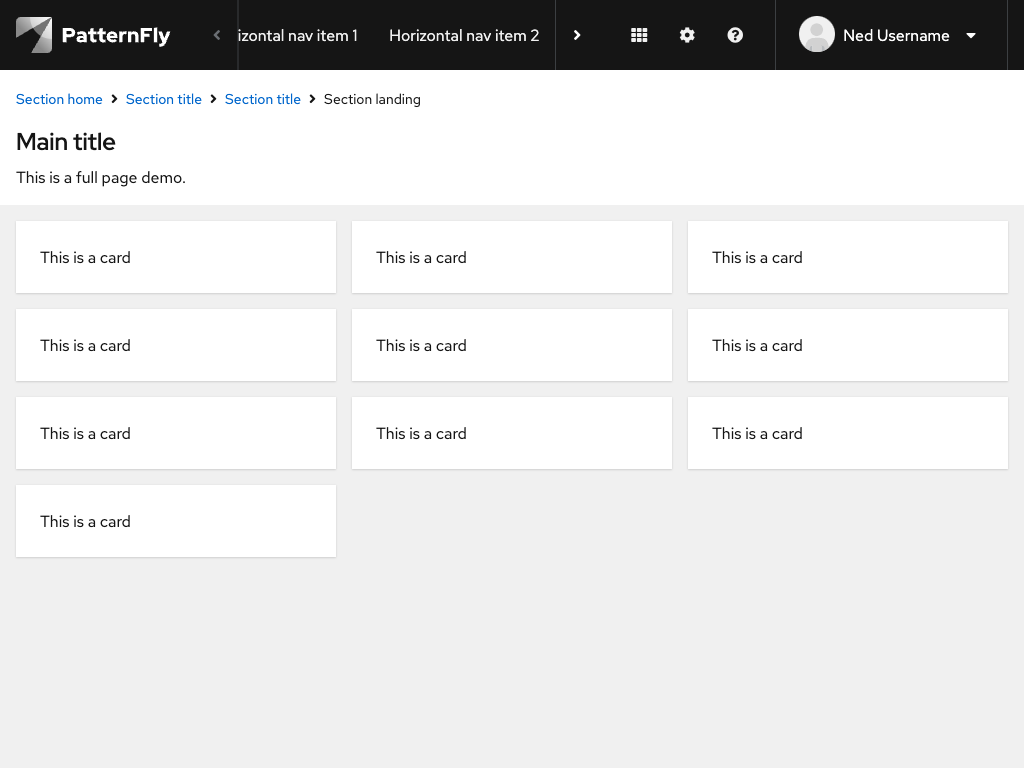 PatternFly
izontal nav item 1 Horizontal nav item 2
Ned Username
Section home Section title Section title Section landing
Main title
This is a full page demo.
This is a card This is a card This is a card
This is a card This is a card This is a card
This is a card This is a card This is a card
This is a card